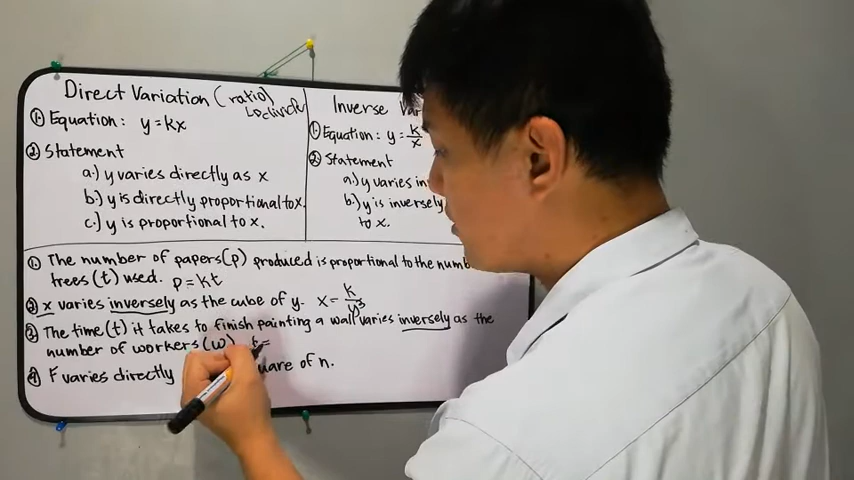 Direct Variation (ratio)
↳ divide
① Equation: y=kx
② Statement
a.) y varies directly as x
b.) y is directly proportional to x.
c.) y is proportional to x.
Inverse
① Equation: y = k/x
② Statement
a.) y varies
b.) y is inversely
to x.
① The number of papers (p) produced is proportional to the
trees (t) used. p=kt
② x varies inversely as the cube of y. x = k/y³
③ The time (t) it takes to finish painting a wall varies inversely as the
number of workers (w) t=
④ F varies directly of n.